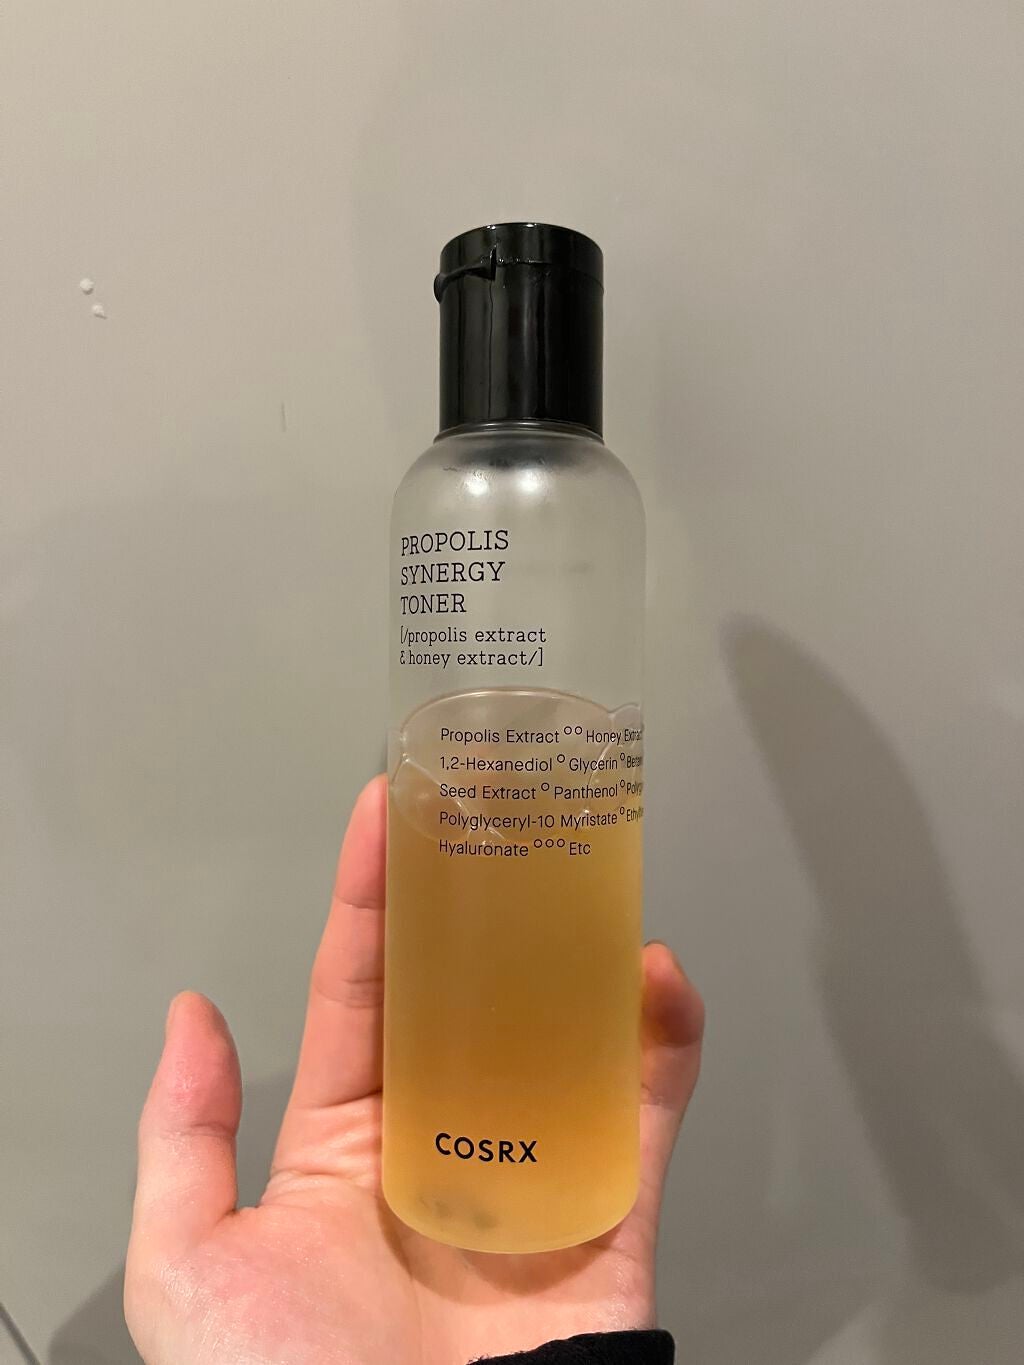 PROPOLIS
SYNERGY
TONER
[/propolis extract
& honey extract/]
Propolis Extract °° Honey Extract
1,2-Hexanediol ° Glycerin °
Seed Extract ° Panthenol °
Polyglyceryl-10 Myristate °
Hyaluronate °°° Etc
COSRX